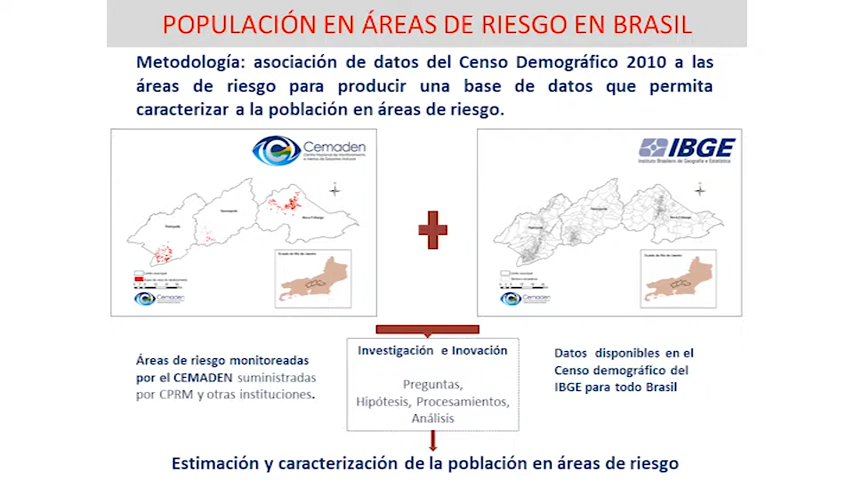 POPULACIÓN EN ÁREAS DE RIESGO EN BRASIL
Metodología: asociación de datos del Censo Demográfico 2010 a las
áreas de riesgo para producir una base de datos que permita
caracterizar a la población en áreas de riesgo.
Cemaden
IBGE
Instituto Brasileiro de Geografia e Estatística
Cemaden
Cemaden
Áreas de riesgo monitoreadas
por el CEMADEN suministradas
por CPRM y otras instituciones.
Investigación e Inovación
Preguntas,
Hipótesis, Procesamientos,
Análisis
Datos disponibles en el
Censo demográfico del
IBGE para todo Brasil
Estimación y caracterización de la población en áreas de riesgo